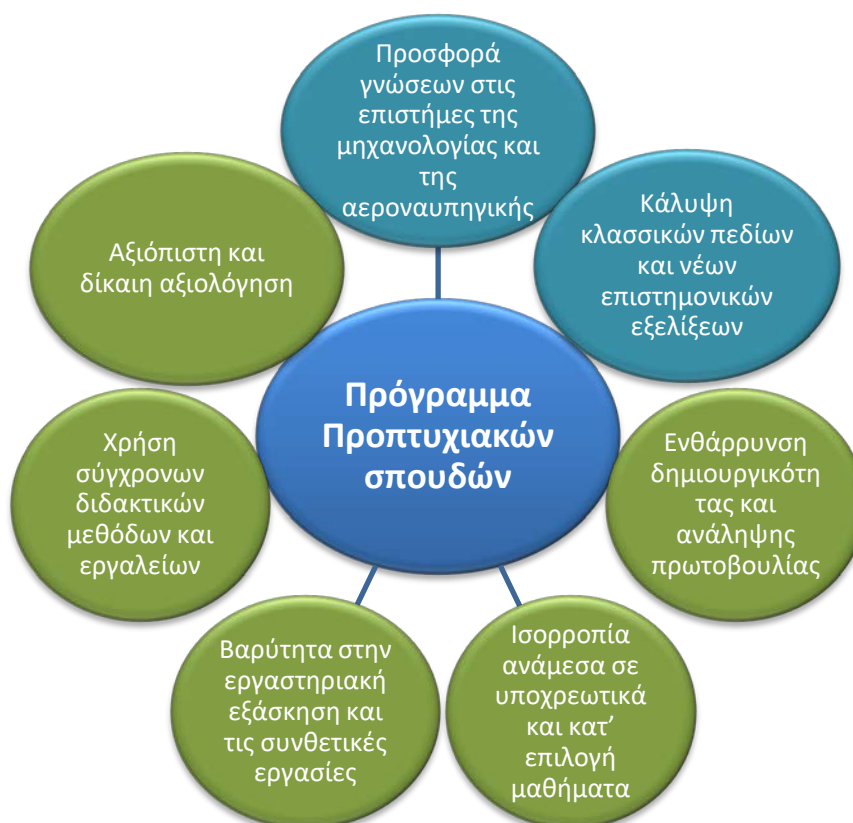 Προσφορά
γνώσεων στις
επιστήμες της
μηχανολογίας και
της
αεροναυπηγικής
Κάλυψη
κλασσικών πεδίων
και νέων
επιστημονικών
εξελίξεων
Ενθάρρυνση
δημιουργικότη
τας και
ανάληψης
πρωτοβουλίας
Ισορροπία
ανάμεσα σε
υποχρεωτικά
και κατ’
επιλογή
μαθήματα
Βαρύτητα στην
εργαστηριακή
εξάσκηση και
τις συνθετικές
εργασίες
Χρήση
σύγχρονων
διδακτικών
μεθόδων και
εργαλείων
Αξιόπιστη και
δίκαιη αξιολόγηση
Πρόγραμμα
Προπτυχιακών
σπουδών